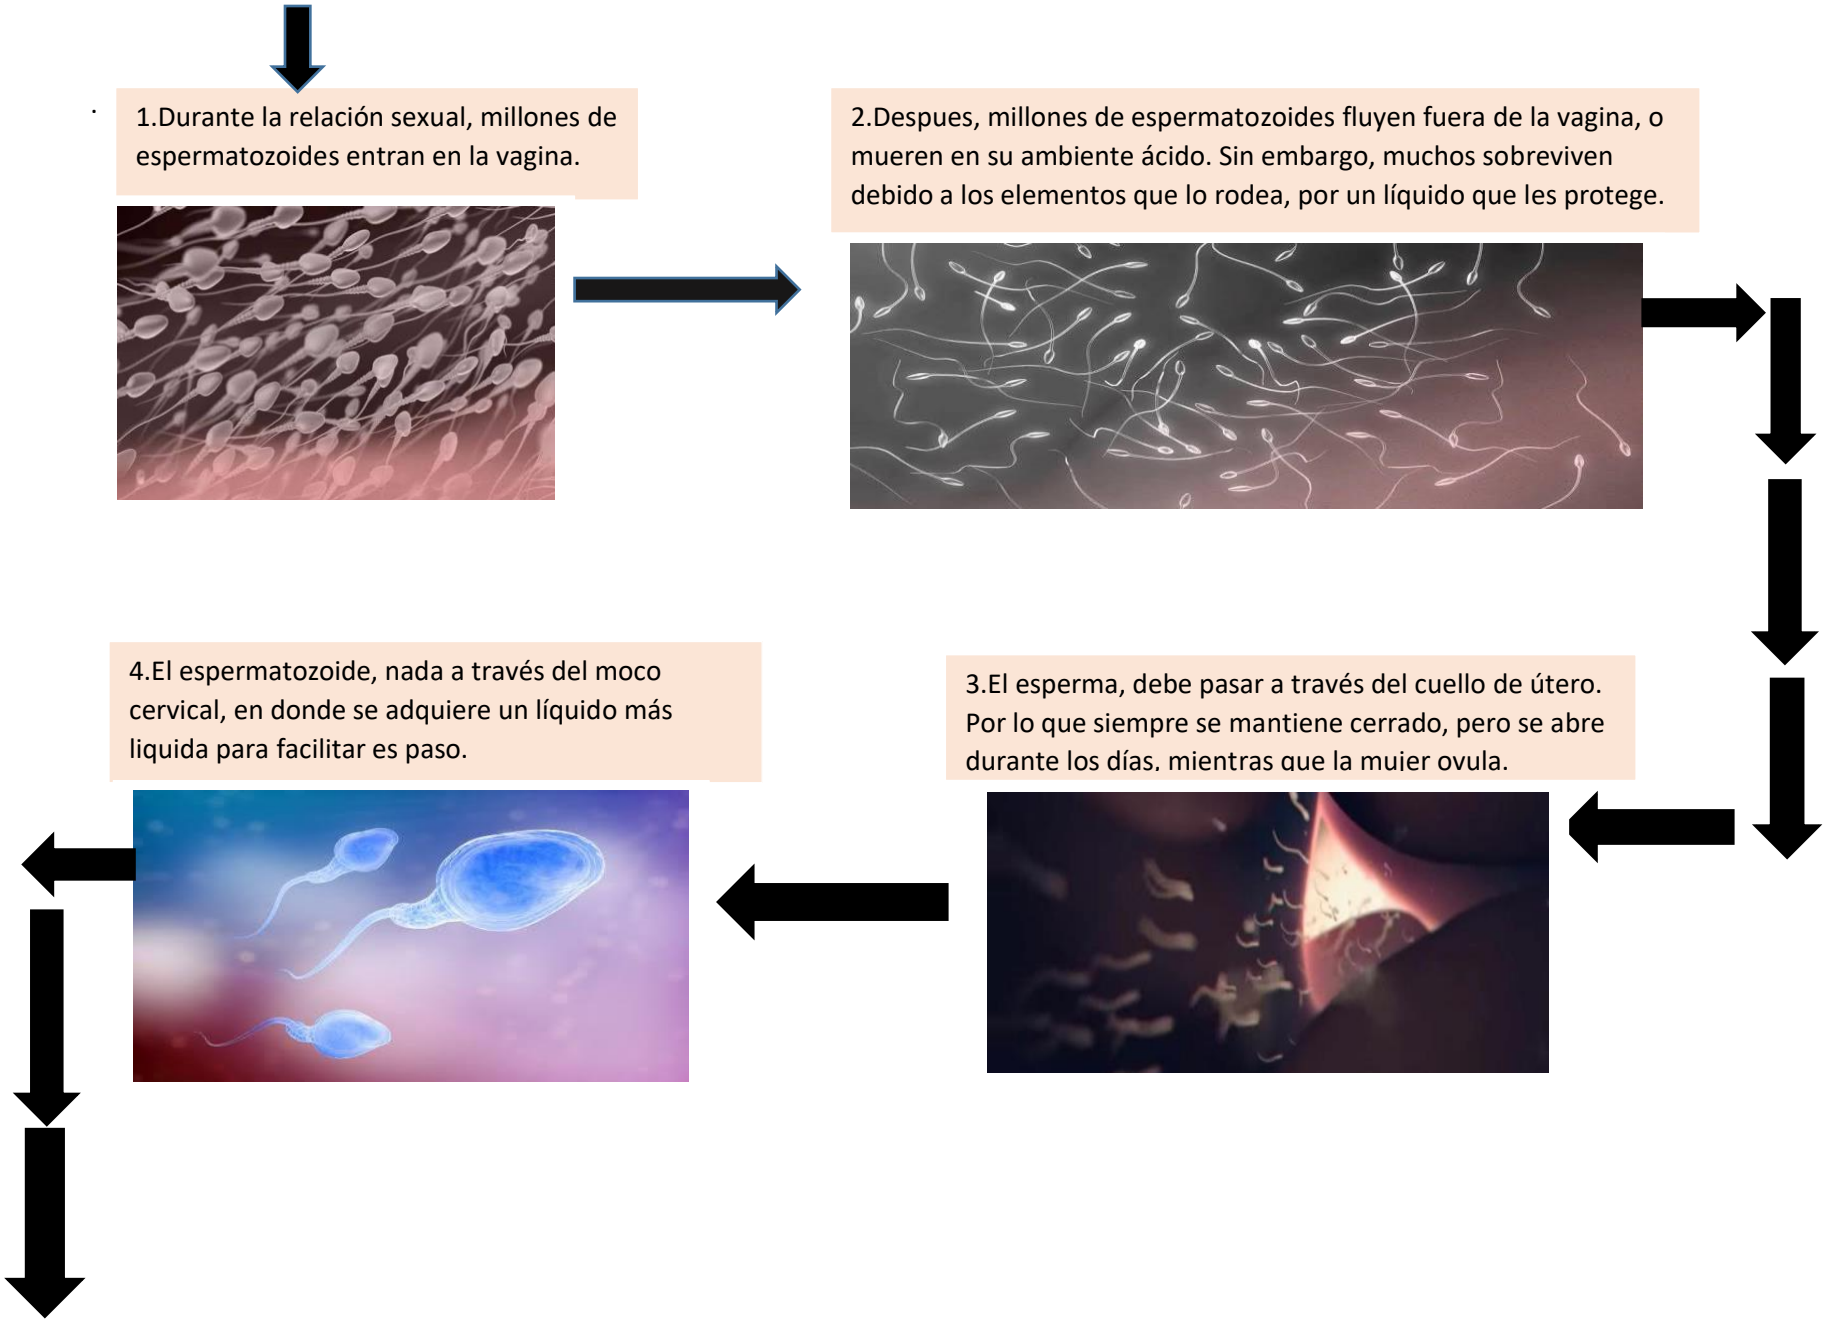 1.Durante la relación sexual, millones de
espermatozoides entran en la vagina.
2.Despues, millones de espermatozoides fluyen fuera de la vagina, o
mueren en su ambiente ácido. Sin embargo, muchos sobreviven
debido a los elementos que lo rodea, por un líquido que les protege.
3.El esperma, debe pasar a través del cuello de útero.
Por lo que siempre se mantiene cerrado, pero se abre
durante los días, mientras que la mujer ovula.
4.El espermatozoide, nada a través del moco
cervical, en donde se adquiere un líquido más
liquida para facilitar es paso.